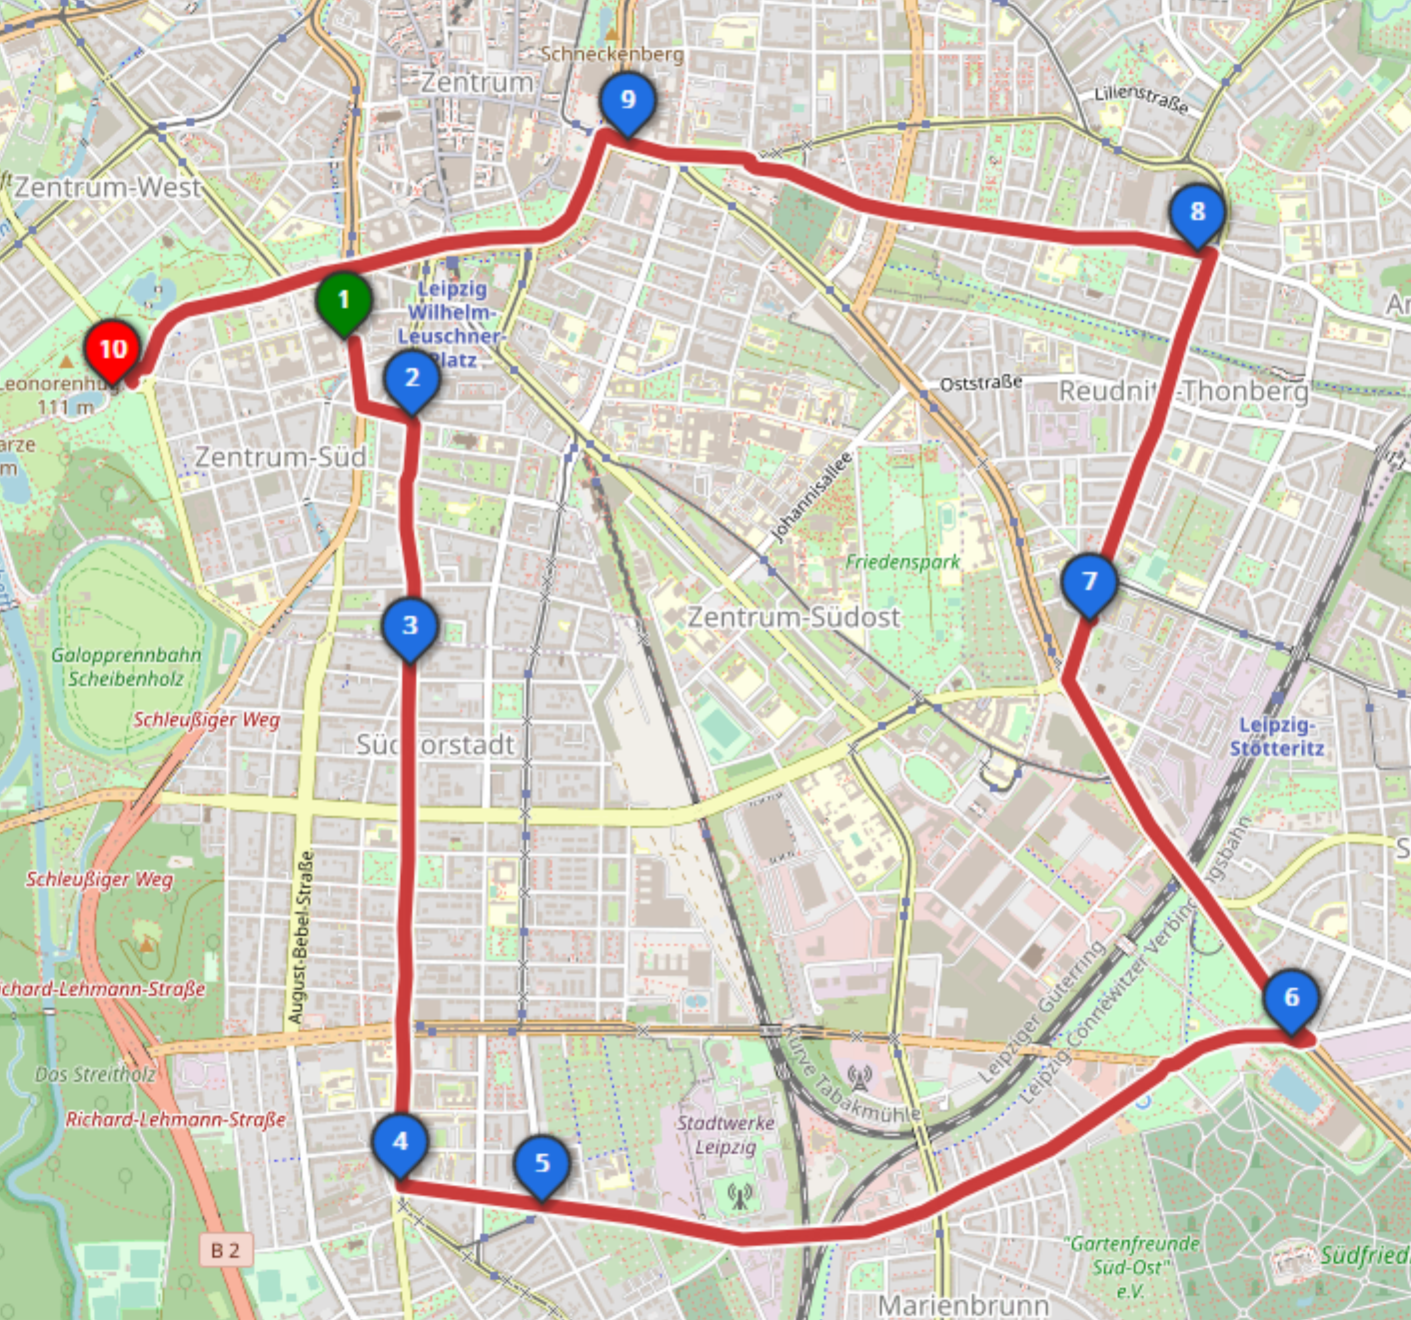 Schneckenberg
Zentrum
9
Lilienstraße
Zentrum-West
8
1
Leipzig
Wilhelm-
Leuschner-
Platz
10
2
Leonorenhu
111 m
Oststraße
Reudnitz-Thonberg
arze
m
Zentrum-Süd
Johannisallee
Friedenspark
7
3
Zentrum-Südost
Galopprennbahn
Scheibenholz
Schleußiger Weg
Südvorstadt
Leipzig-
Stötteritz
Schleußiger Weg
August-Bebel-Straße
ngsbahn
Leipzig-Connewitzer Verbind
Leipziger Güterring
ichard-Lehmann-Straße
6
Das Streitholz
Kurve Tabakmühle
Richard-Lehmann-Straße
Stadtwerke
Leipzig
4
5
B 2
"Gartenfreunde
Süd-Ost"
e.V.
Südfried
Marienbrunn